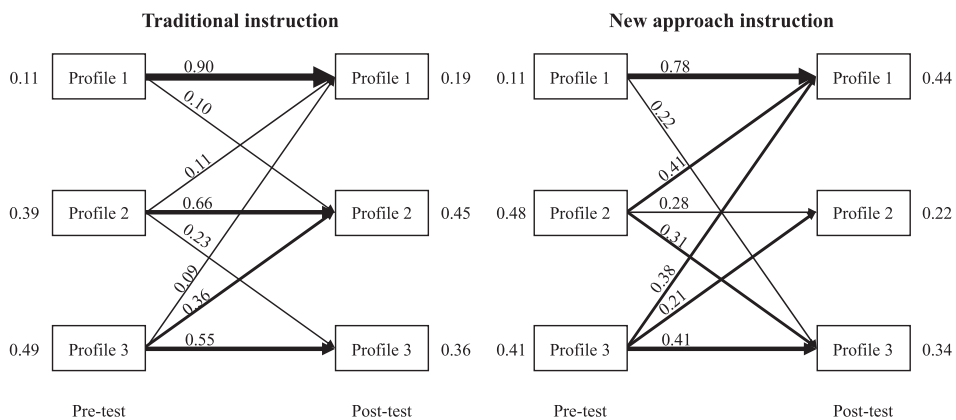 Traditional instruction
0.11 Profile 1 0.90 Profile 1 0.19
0.10
0.11
0.39 Profile 2 0.66 Profile 2 0.45
0.23
0.09
0.36
0.49 Profile 3 0.55 Profile 3 0.36
Pre-test Post-test
New approach instruction
0.11 Profile 1 0.78 Profile 1 0.44
0.22
0.41
0.48 Profile 2 0.28 Profile 2 0.22
0.31
0.38
0.21
0.41 Profile 3 0.41 Profile 3 0.34
Pre-test Post-test